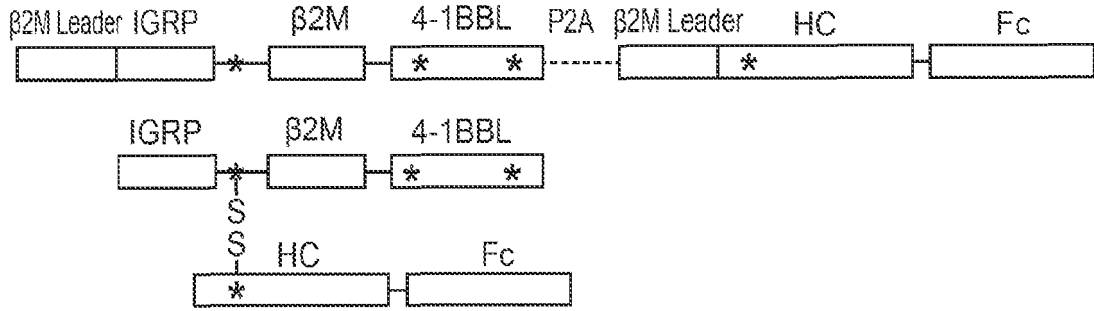 β2M Leader IGRP β2M 4-1BBL P2A β2M Leader HC Fc
* * * *
IGRP β2M 4-1BBL
* * *
S
S
HC Fc
*